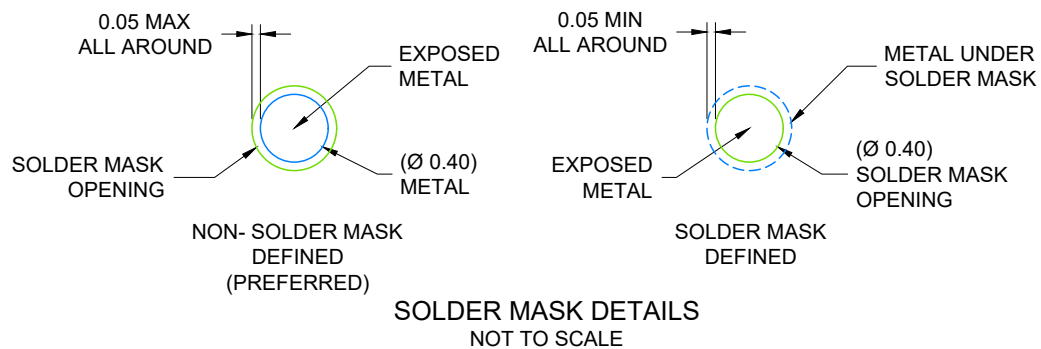 0.05 MAX
ALL AROUND
EXPOSED
METAL
SOLDER MASK
OPENING
(Ø 0.40)
METAL
NON- SOLDER MASK
DEFINED
(PREFERRED)
0.05 MIN
ALL AROUND
METAL UNDER
SOLDER MASK
EXPOSED
METAL
(Ø 0.40)
SOLDER MASK
OPENING
SOLDER MASK
DEFINED
SOLDER MASK DETAILS
NOT TO SCALE